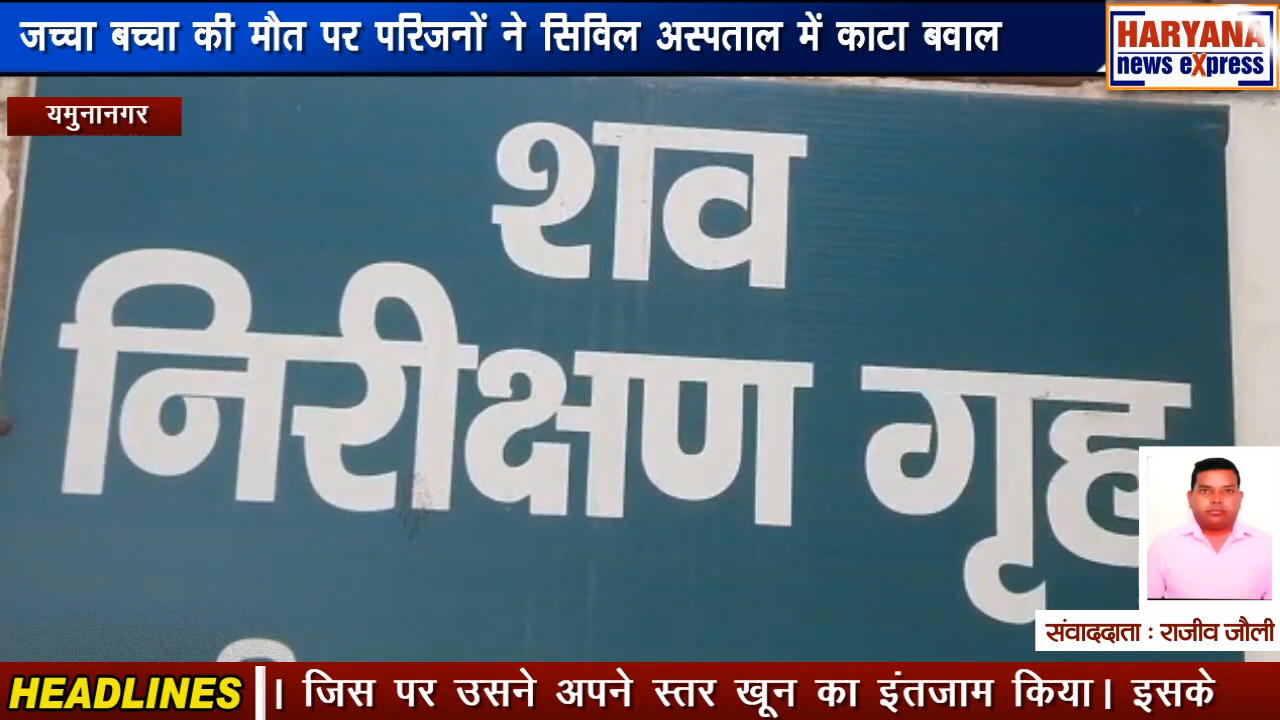 जच्चा बच्चा की मौत पर परिजनों ने सिविल अस्पताल में काटा बवाल
HARYANA
news eXpress
यमुनानगर
शव
निरीक्षण गृह
संवाददाता : राजीव जौली
HEADLINES
। जिस पर उसने अपने स्तर खून का इंतजाम किया। इसके